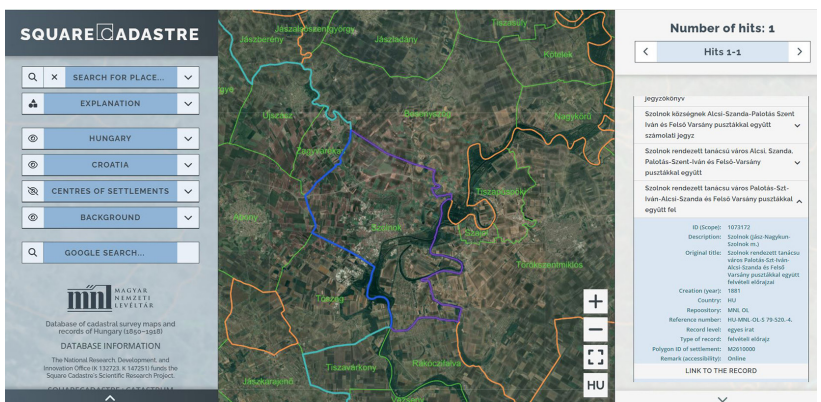 SQUARE CADASTRE
SEARCH FOR PLACE...
EXPLANATION
HUNGARY
CROATIA
CENTRES OF SETTLEMENTS
BACKGROUND
GOOGLE SEARCH...
mnl MAGYAR
NEMZETI
LEVÉLTÁR
Database of cadastral survey maps and
records of Hungary (1850-1918)
DATABASE INFORMATION
The National Research, Development, and
Innovation Office (K 132723, K 147251) funds the
Square Cadastre's Scientific Research Project.
Jászalsószentgyörgy
Jászberény
Jászladány
Tiszasüly
Kőtelek
Újszász
Besenyszög
Nagykörű
Zagyvarékas
Tiszapüspöki
Abony
Szolnok
Szajol
Törökszentmiklós
Tószeg
Tiszavárkony
Rákóczifalva
Jászkarajenő
HU
Number of hits: 1
Hits 1-1
jegyzőkönyv
Szolnok községnek Alcsi-Szanda-Palotás Szent
Iván és Felső Varsány pusztákkal együtt
számolati jegyz
Szolnok rendezett tanácsú város Alcsi, Szanda,
Palotás-Szent-Iván és Felső-Varsány
pusztákkal együtt
Szolnok rendezett tanácsu város Palotás-Szt-
Iván-Alcsi-Szanda és Felső Varsány pusztákkal
együtt fel
ID (Scope): 1073172
Description: Szolnok (Jász-Nagykun-
Szolnok m.)
Original title: Szolnok rendezett tanácsu
város Palotás-Szt-Iván-
Alcsi-Szanda és Felső
Varsány pusztákkal együtt
felvételi előrajzai
Creation (year): 1881
Country: HU
Repository: MNL OL
Reference number: HU-MNL-OL-S 79-520.-4.
Record level: egyes irat
Type of record: felvételi előrajz
Polygon ID of settlement: M2610000
Remark (accessibility): Online
LINK TO THE RECORD